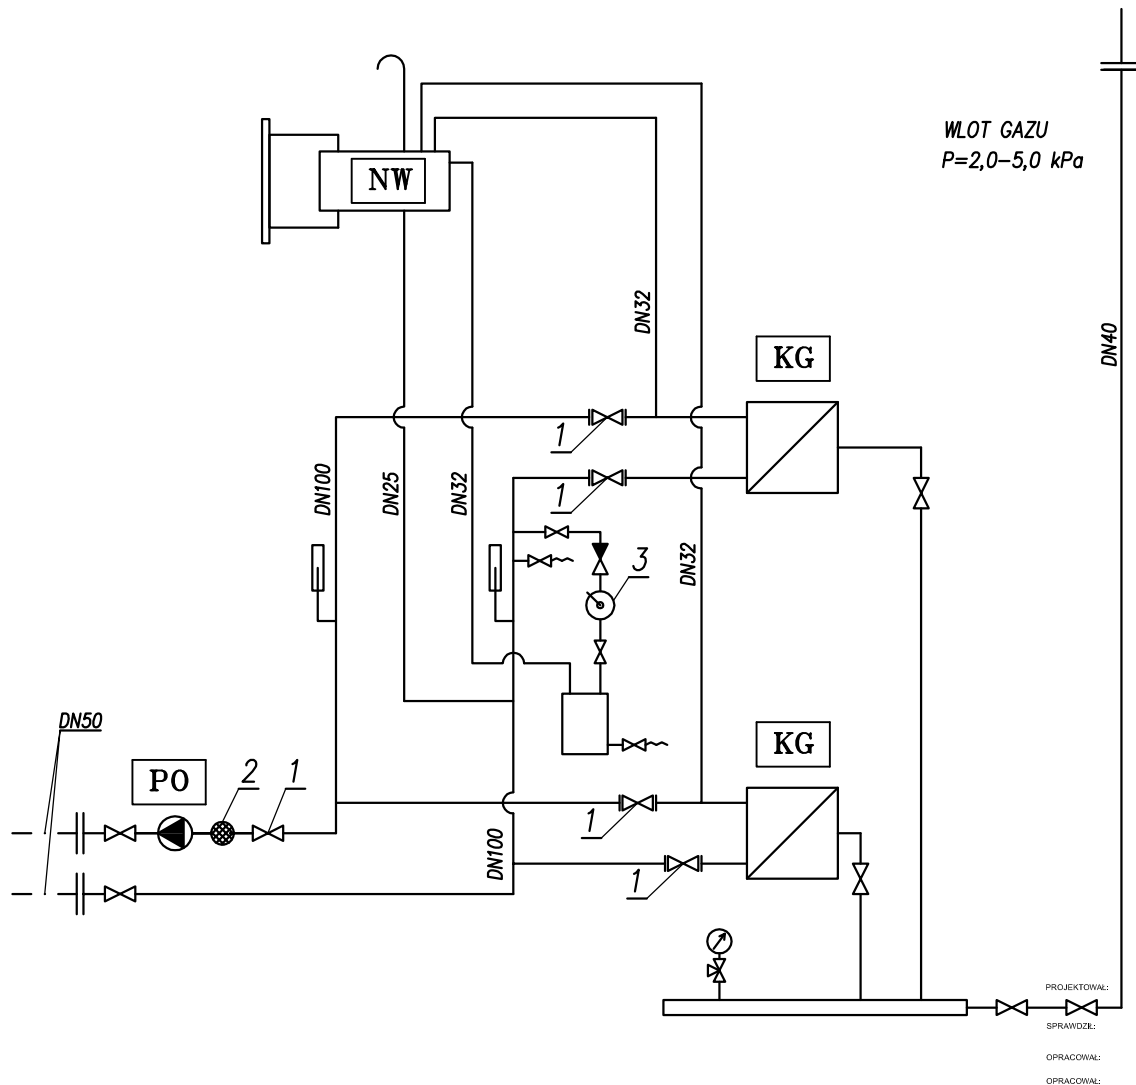 WLOT GAZU
P=2,0-5,0 kPa
NW
DN32
DN40
KG
1
DN100
DN25
DN32
1
3
DN32
DN50
KG
PO
2
1
1
DN100
1
PROJEKTOWAŁ:
SPRAWDZIŁ:
OPRACOWAŁ:
OPRACOWAŁ: